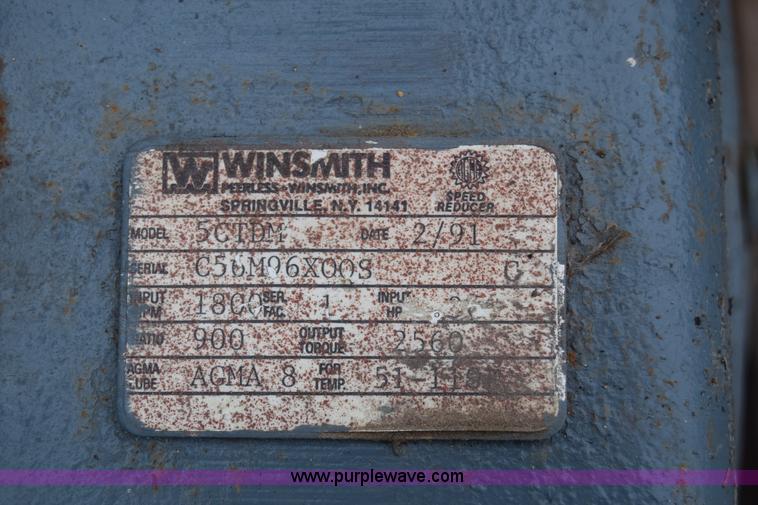 W WINSMITH
PEERLESS-WINSMITH, INC.
SPRINGVILLE, N.Y. 14141
SPEED REDUCER
MODEL 5CTDM DATE 2/91
SERIAL C56M96X00S C
INPUT RPM 1800 SER. FAC. 1 INPUT HP
RATIO 900 OUTPUT TORQUE 2560
AGMA LUBE AGMA 8 FOR TEMP.
www.purplewave.com